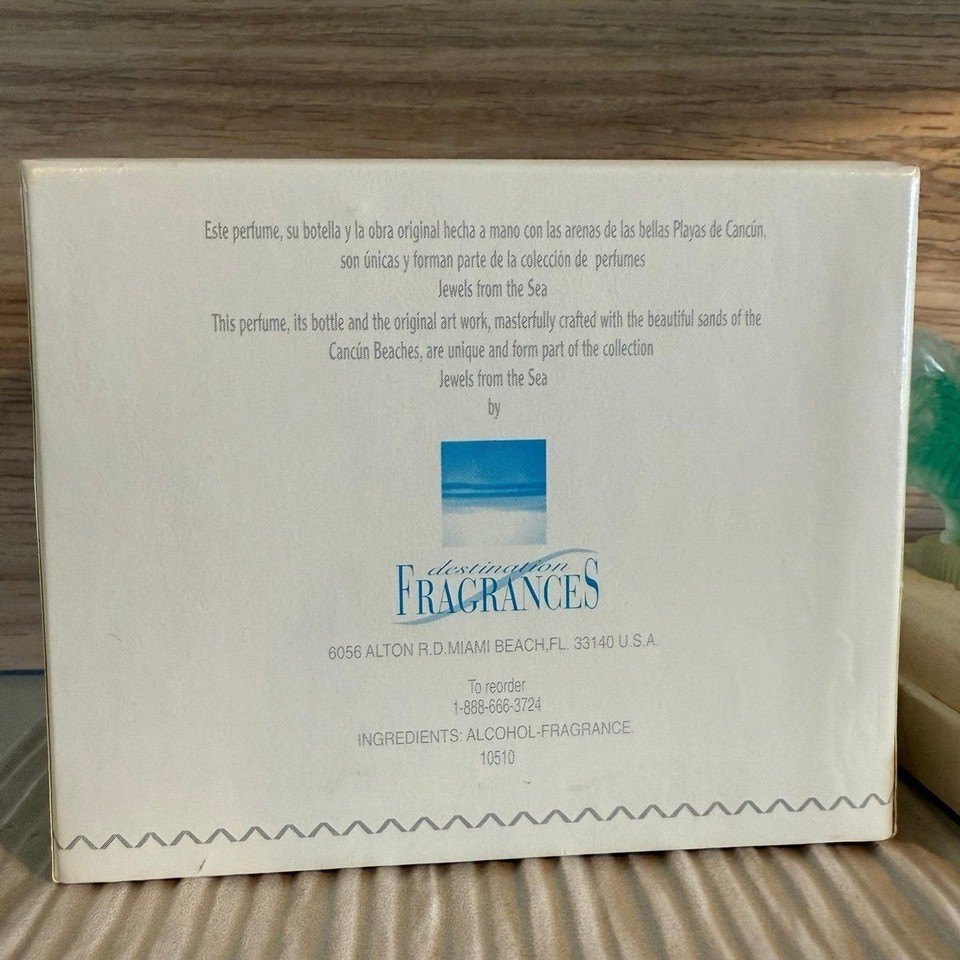 Este perfume, su botella y la obra original hecha a mano con las arenas de las bellas Playas de Cancún,
son únicas y forman parte de la colección de perfumes
Jewels from the Sea
This perfume, its bottle and the original art work, masterfully crafted with the beautiful sands of the
Cancún Beaches, are unique and form part of the collection
Jewels from the Sea
by
destination
FRAGRANCES
6056 ALTON R.D.MIAMI BEACH,FL. 33140 U.S.A.
To reorder
1-888-666-3724
INGREDIENTS: ALCOHOL-FRAGRANCE.
10510